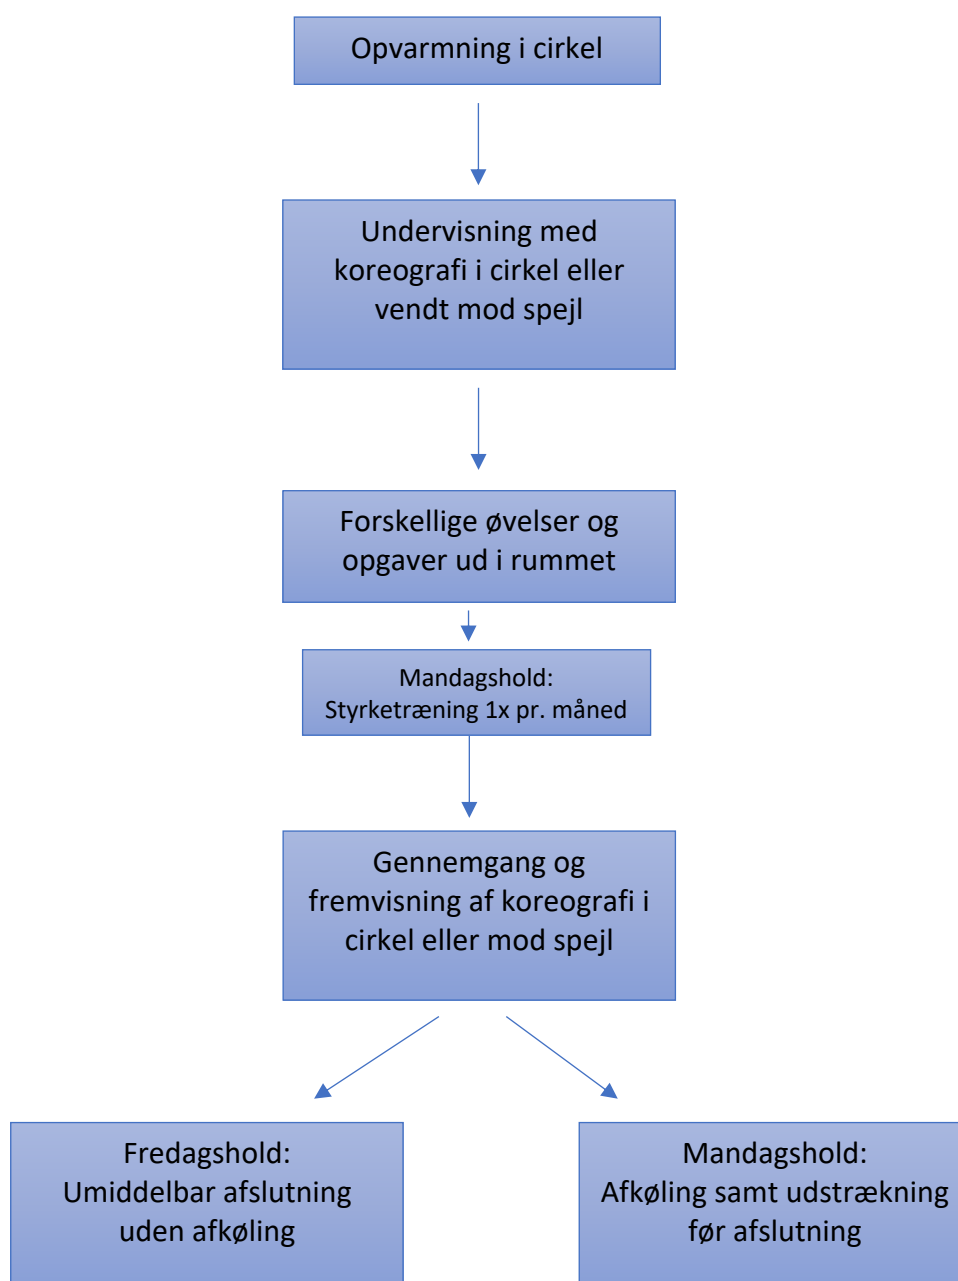 Opvarmning i cirkel
Undervisning med
koreografi i cirkel eller
vendt mod spejl
Forskellige øvelser og
opgaver ud i rummet
Mandagshold:
Styrketræning 1x pr. måned
Gennemgang og
fremvisning af koreografi i
cirkel eller mod spejl
Fredagshold:
Umiddelbar afslutning
uden afkøling
Mandagshold:
Afkøling samt udstrækning
før afslutning